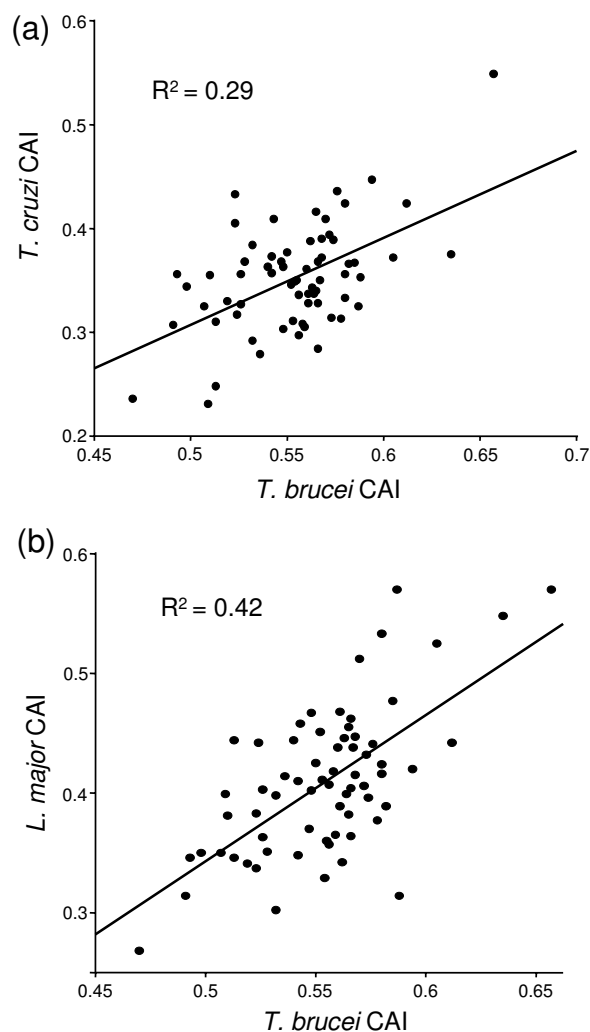 (a)
0.6
0.5
0.4
0.3
0.2
T. cruzi CAI
R² = 0.29
0.45 0.5 0.55 0.6 0.65 0.7
T. brucei CAI
(b)
0.6
0.5
0.4
0.3
L. major CAI
R² = 0.42
0.45 0.5 0.55 0.6 0.65
T. brucei CAI